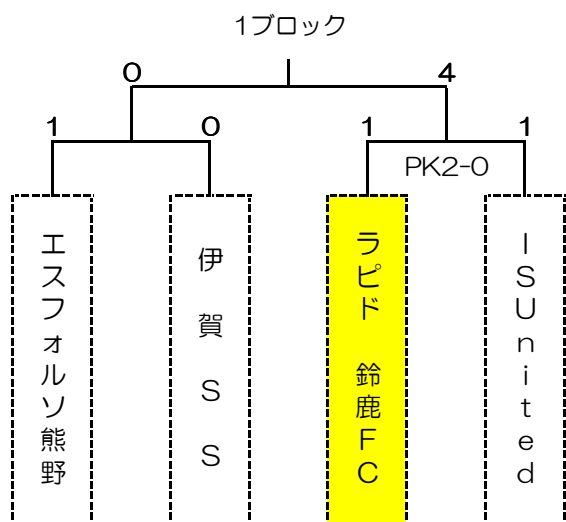 1ブロック
0 4
1 0 1 1
PK2-0
エスフォルソ熊野
伊賀SS
ラピド 鈴鹿FC
ISUnited